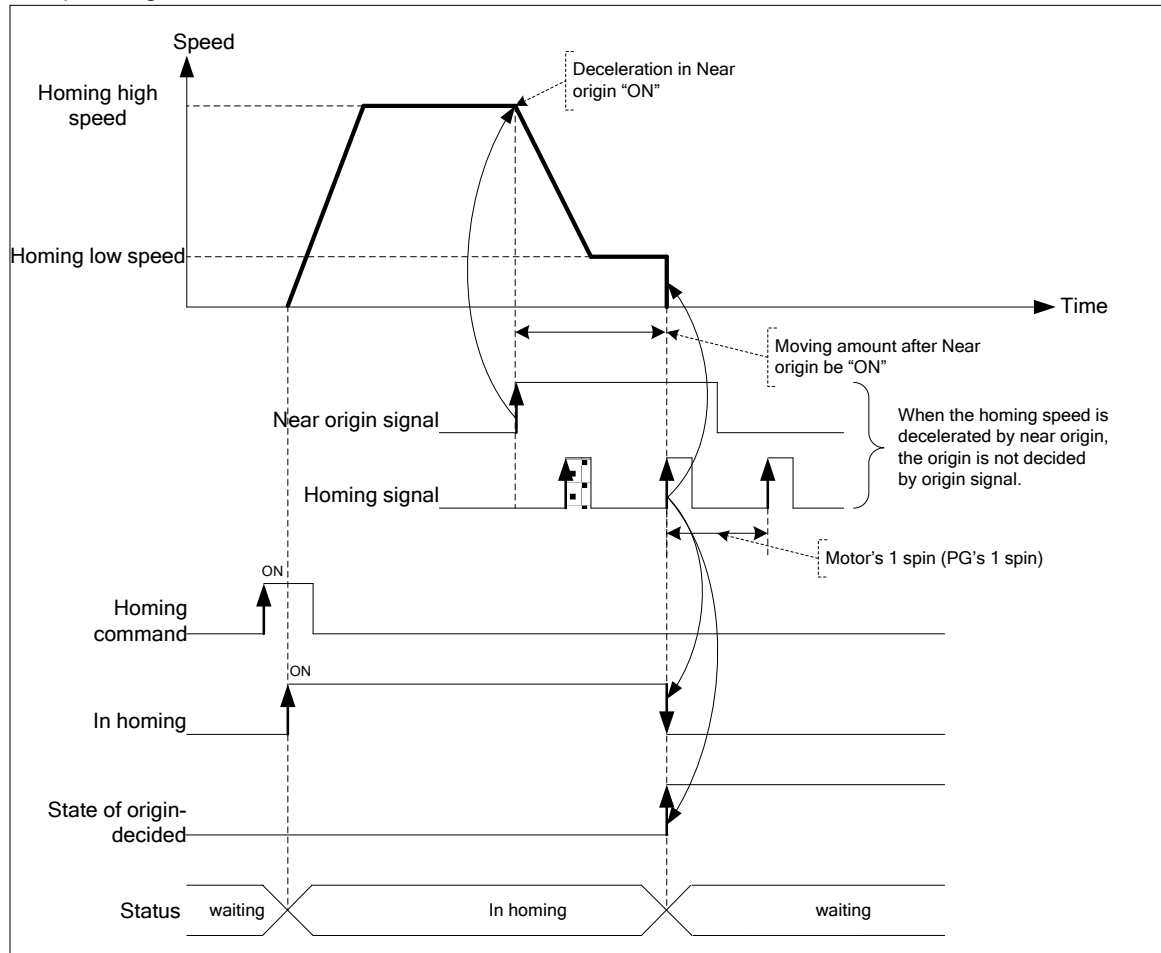 Speed
Homing high
speed
Deceleration in Near
origin “ON”
Homing low speed
Time
Moving amount after Near
origin be “ON”
Near origin signal
When the homing speed is
decelerated by near origin,
the origin is not decided
by origin signal.
Homing signal
Motor’s 1 spin (PG’s 1 spin)
ON
Homing
command
ON
In homing
State of origin-
decided
Status
waiting
In homing
waiting